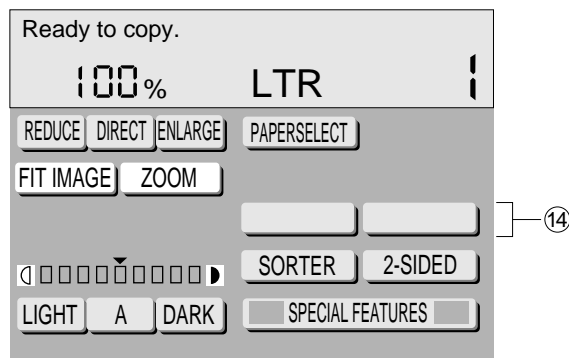 Ready to copy.
100% LTR 1
REDUCE DIRECT ENLARGE PAPERSELECT
FIT IMAGE ZOOM
⑭
SORTER 2-SIDED
LIGHT A DARK SPECIAL FEATURES